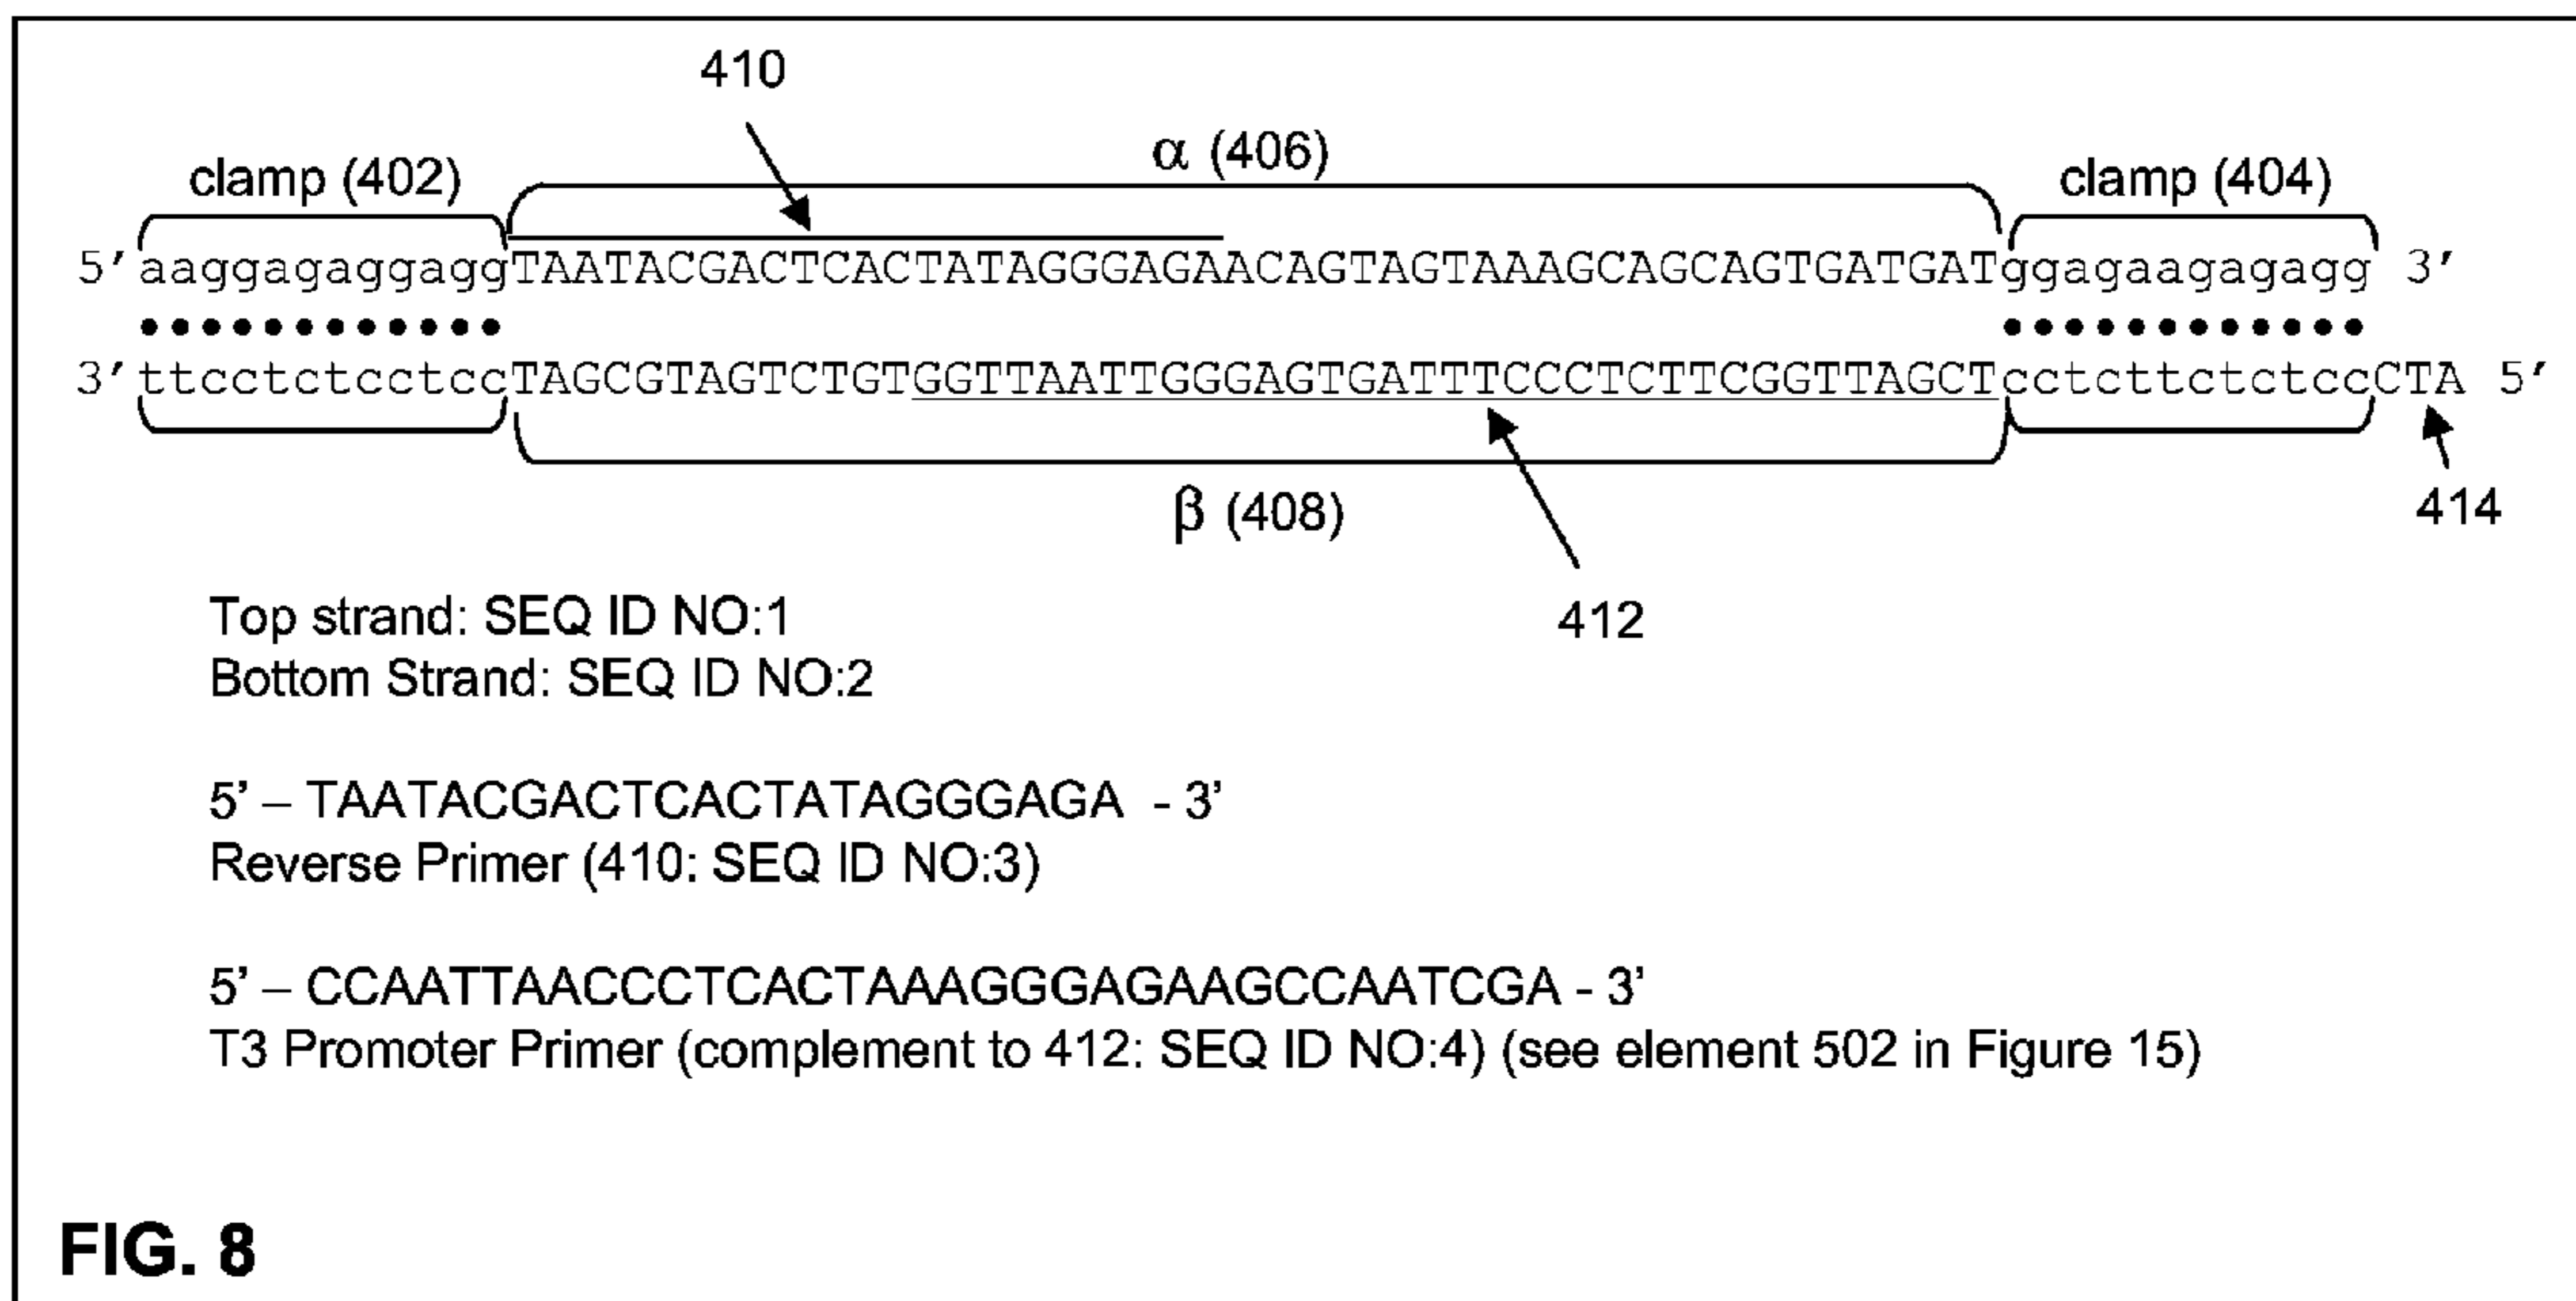 410
α (406)
clamp (402)
clamp (404)
5’aaggagaggaggTAATACGACTCACTATAGGGAGAACAGTAGTAAAGCAGCAGTGATGATggagaagagagg 3’
••••••••••••
••••••••••••
3’ttcctctcctccTAGCGTAGTCTGTGGTTAATTGGGAGTGATTTCCCTCTTCGGTTAGCTcctcttctctccCTA 5’
β (408)
414
412
Top strand: SEQ ID NO:1
Bottom Strand: SEQ ID NO:2
5’ – TAATACGACTCACTATAGGGAGA - 3’
Reverse Primer (410: SEQ ID NO:3)
5’ – CCAATTAACCCTCACTAAAGGGAGAAGCCAATCGA - 3’
T3 Promoter Primer (complement to 412: SEQ ID NO:4) (see element 502 in Figure 15)
FIG. 8